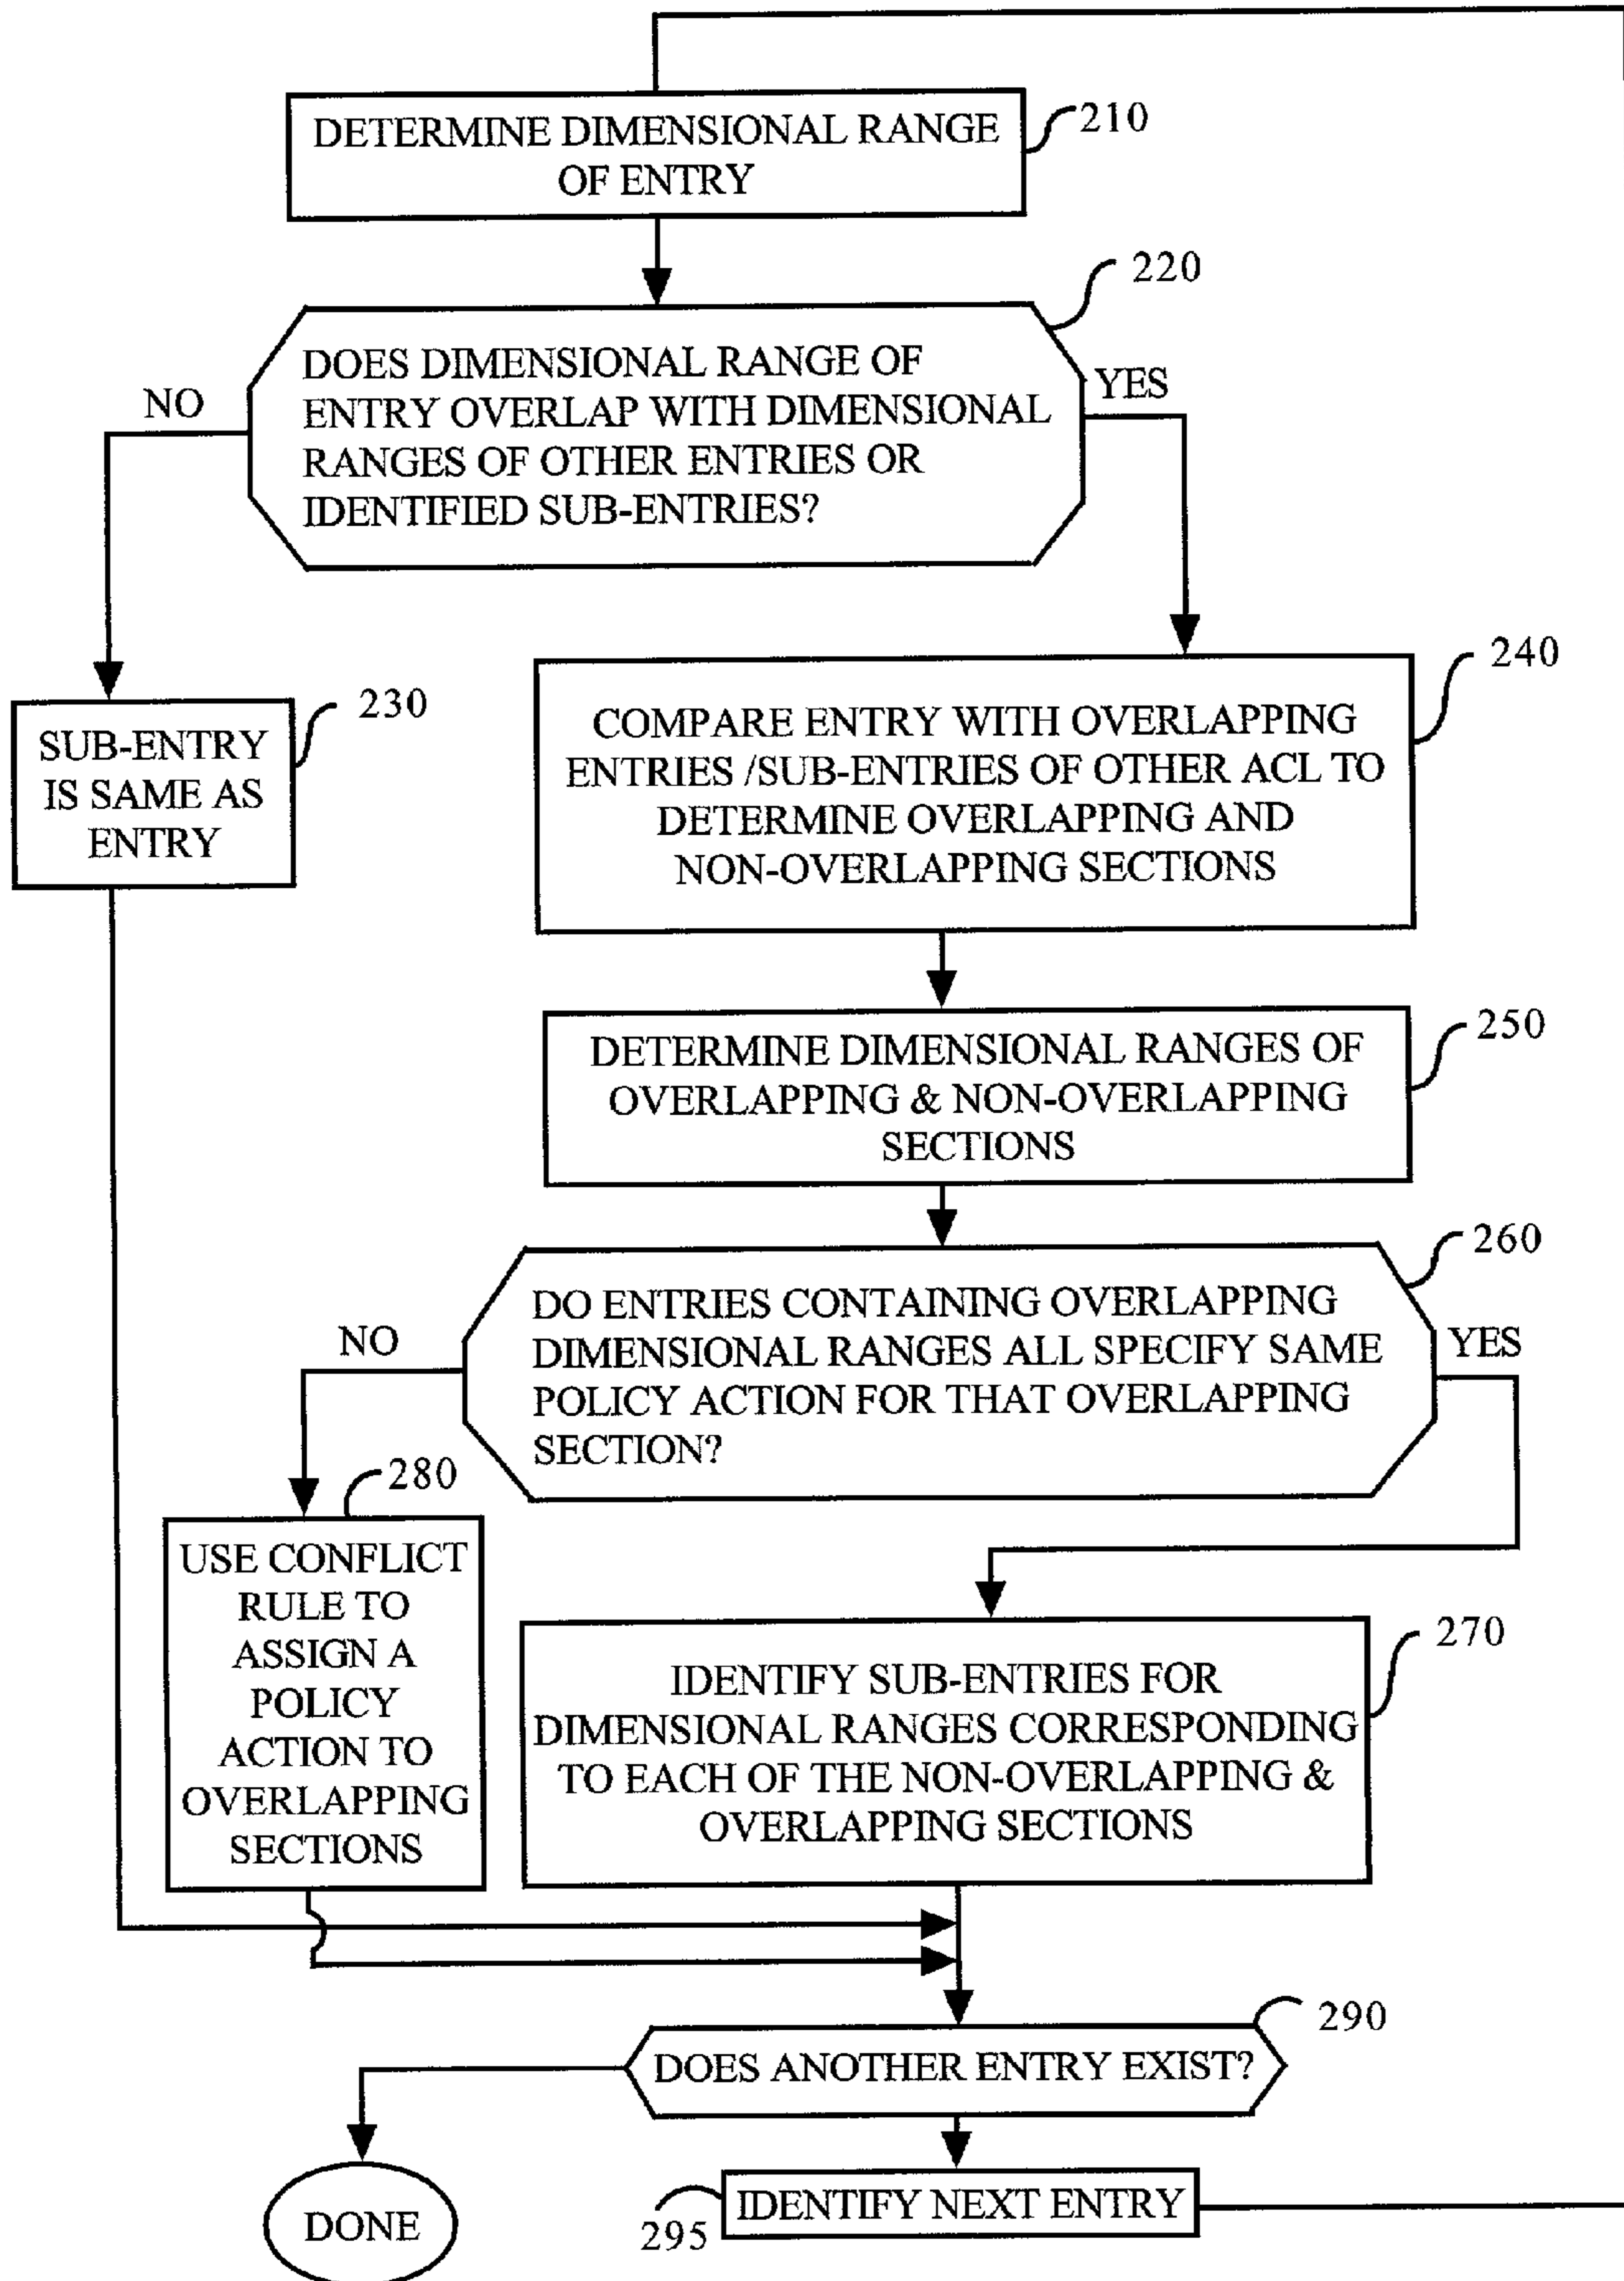 DETERMINE DIMENSIONAL RANGE
OF ENTRY
210
220
DOES DIMENSIONAL RANGE OF
ENTRY OVERLAP WITH DIMENSIONAL
RANGES OF OTHER ENTRIES OR
IDENTIFIED SUB-ENTRIES?
NO
YES
230
SUB-ENTRY
IS SAME AS
ENTRY
240
COMPARE ENTRY WITH OVERLAPPING
ENTRIES /SUB-ENTRIES OF OTHER ACL TO
DETERMINE OVERLAPPING AND
NON-OVERLAPPING SECTIONS
250
DETERMINE DIMENSIONAL RANGES OF
OVERLAPPING & NON-OVERLAPPING
SECTIONS
260
DO ENTRIES CONTAINING OVERLAPPING
DIMENSIONAL RANGES ALL SPECIFY SAME
POLICY ACTION FOR THAT OVERLAPPING
SECTION?
NO
YES
280
USE CONFLICT
RULE TO
ASSIGN A
POLICY
ACTION TO
OVERLAPPING
SECTIONS
270
IDENTIFY SUB-ENTRIES FOR
DIMENSIONAL RANGES CORRESPONDING
TO EACH OF THE NON-OVERLAPPING &
OVERLAPPING SECTIONS
290
DOES ANOTHER ENTRY EXIST?
DONE
295
IDENTIFY NEXT ENTRY